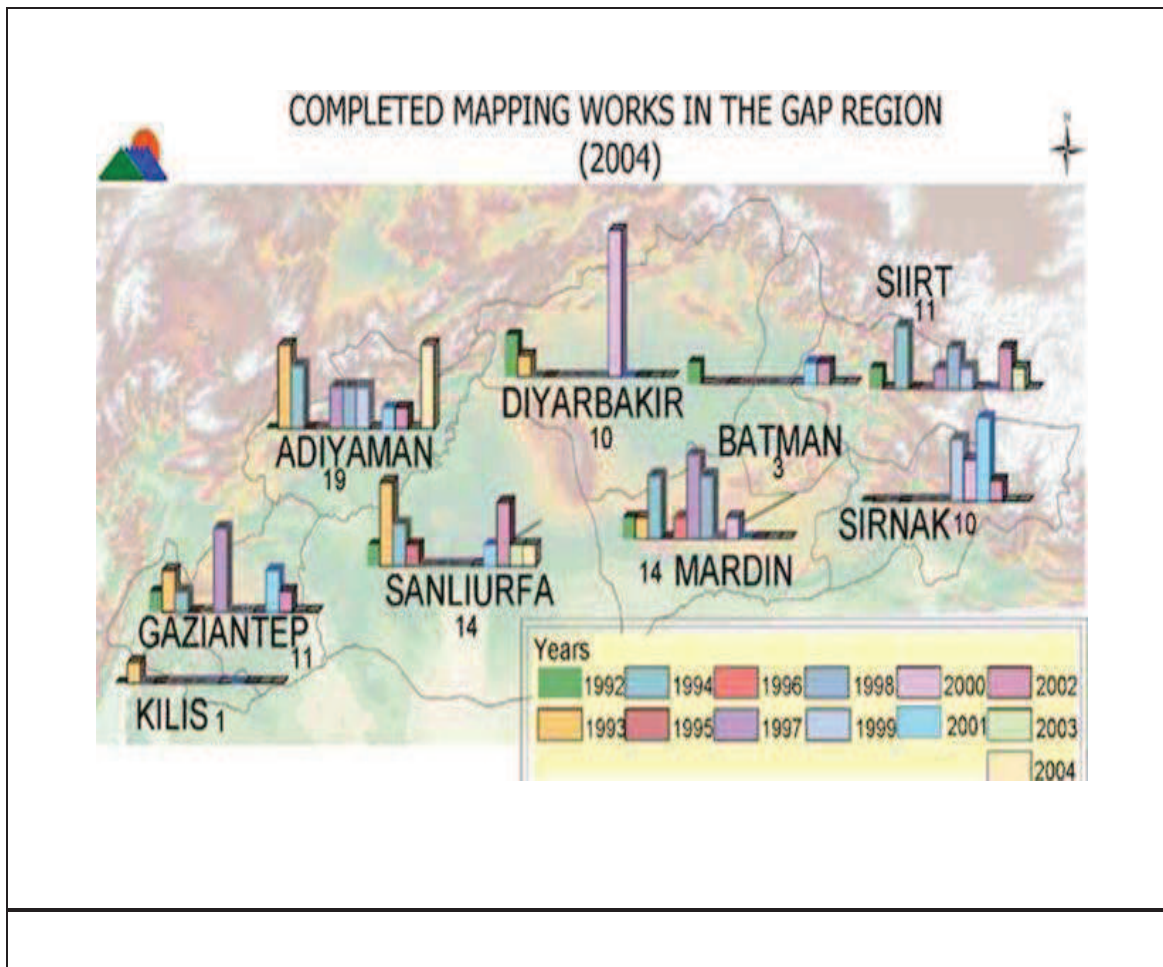 COMPLETED MAPPING WORKS IN THE GAP REGION
(2004)
N
SIIRT
11
DIYARBAKIR
10
ADIYAMAN
19
BATMAN
3
SIRNAK 10
14 MARDIN
SANLIURFA
14
GAZIANTEP
11
KILIS 1
Years
1992 1994 1996 1998 2000 2002
1993 1995 1997 1999 2001 2003
2004